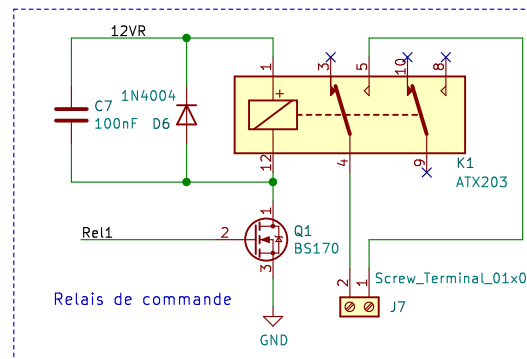 12VR
1
3
5
10
8
+
C7
100nF
1N4004
D6
12
4
9
K1
ATX203
Rel1
2
1
3
Q1
BS170
2
1
Screw_Terminal_01x0
J7
Relais de commande
GND